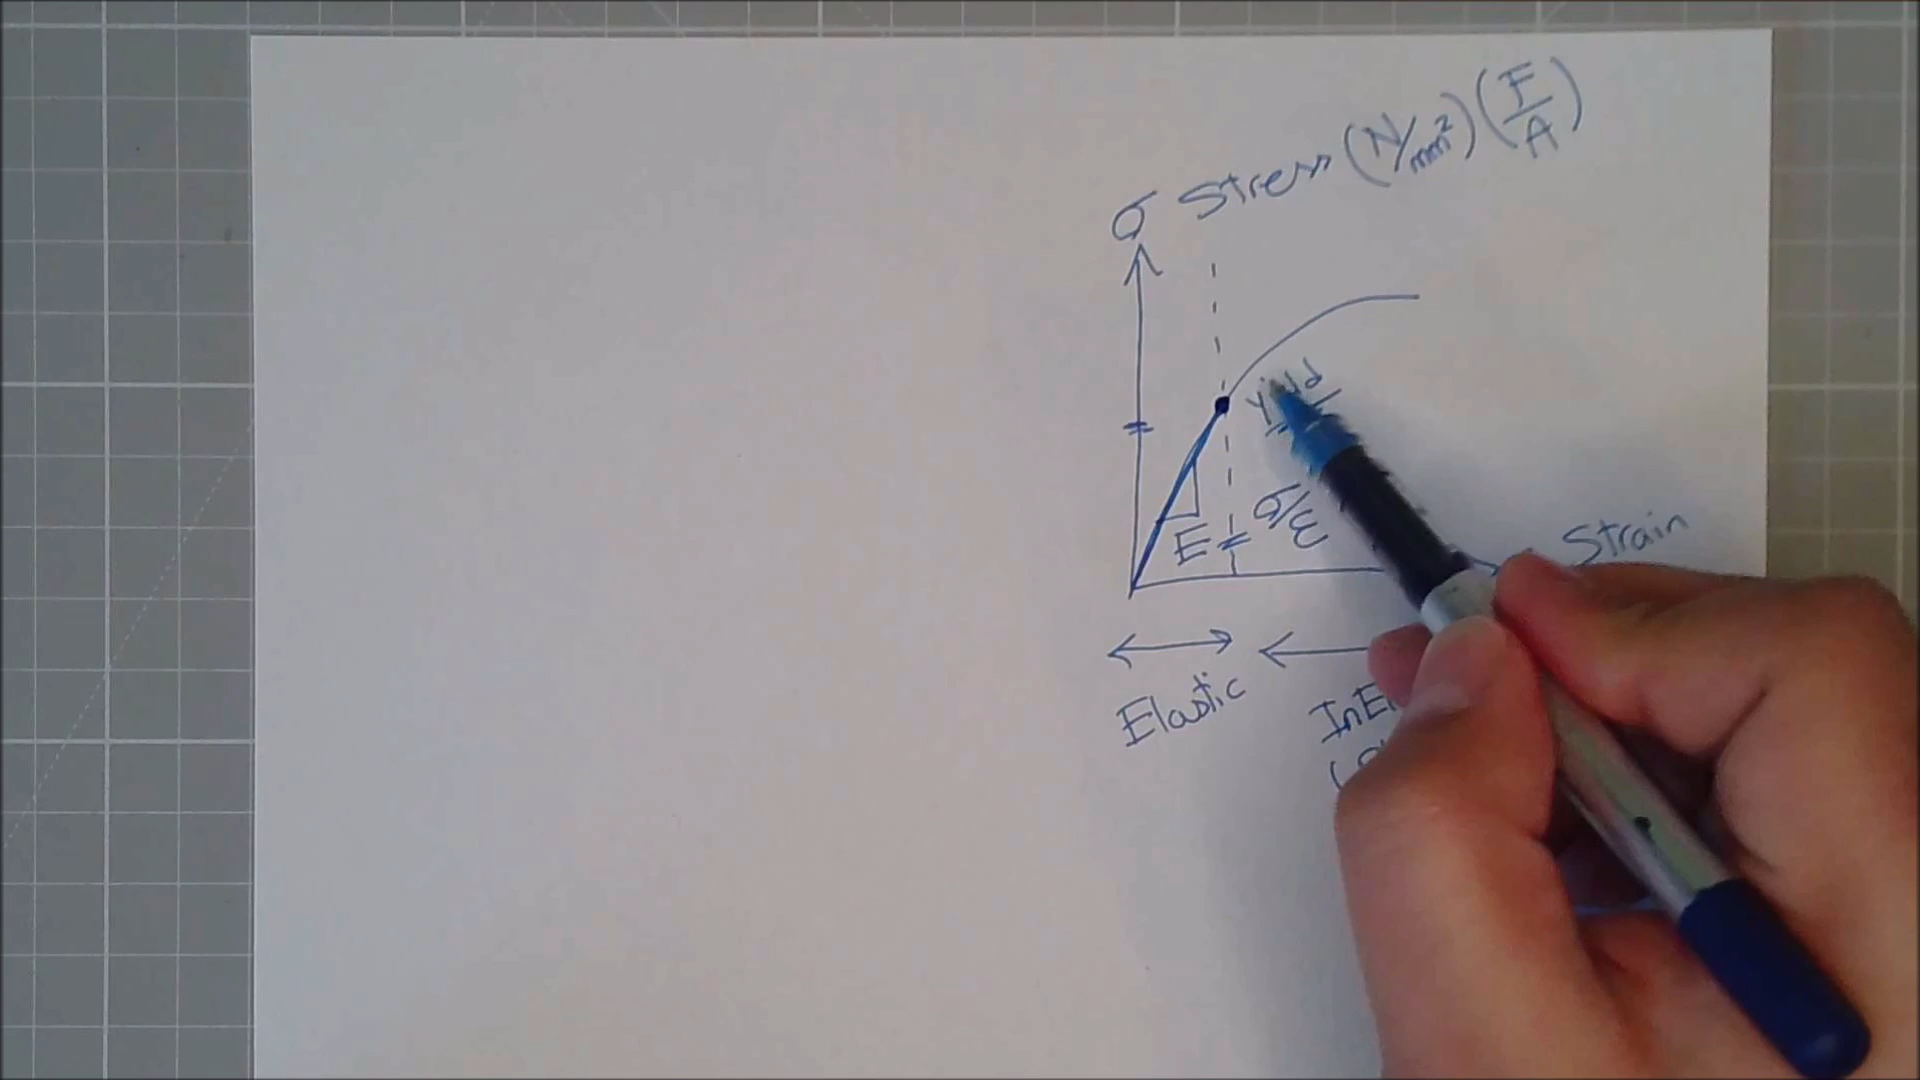 σ Stress (N/mm²) (F/A)
Yield
E = σ/ε
Strain
Elastic